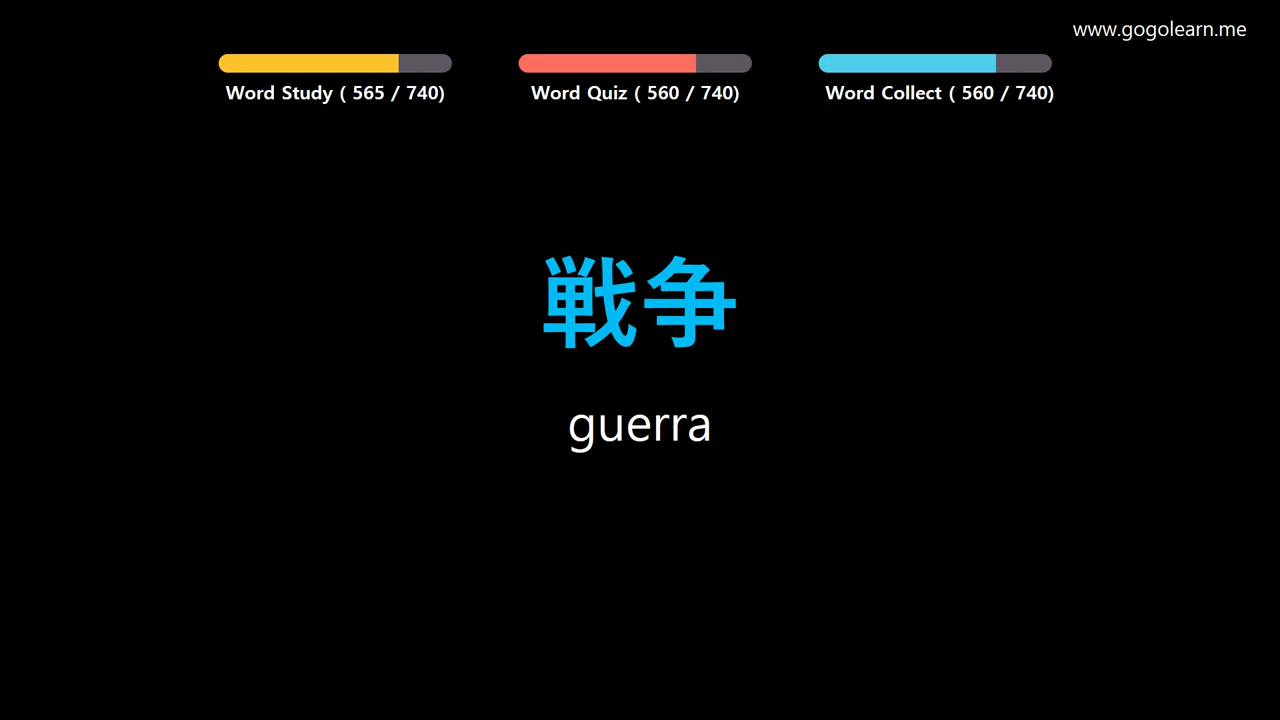 www.gogolearn.me
Word Study ( 565 / 740) Word Quiz ( 560 / 740) Word Collect ( 560 / 740)
戦争
guerra